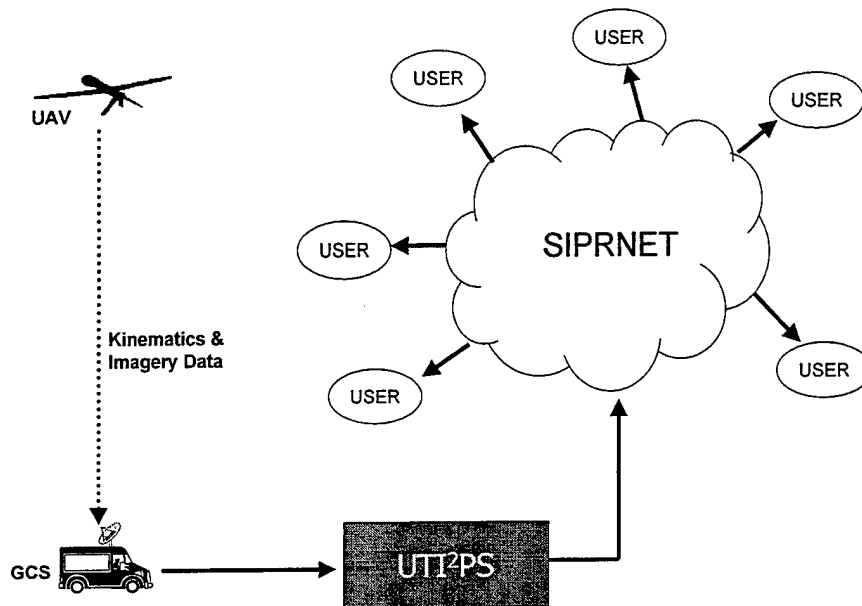 USER
USER
USER
USER
UAV
USER
SIPRNET
Kinematics &
Imagery Data
USER
USER
GCS
UTI²PS